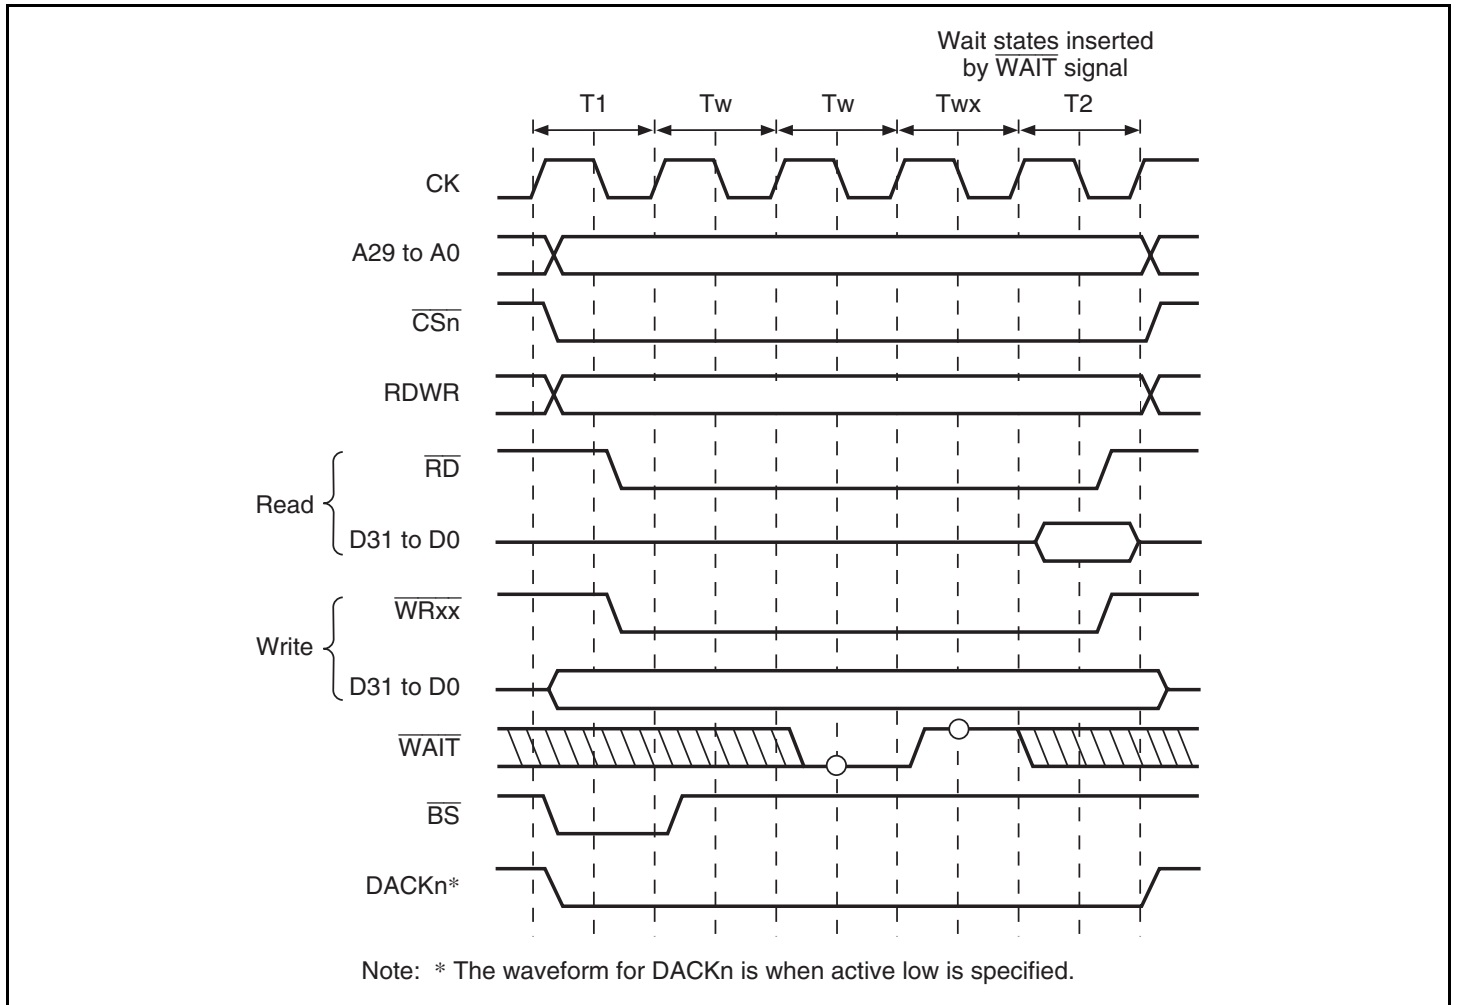 Wait states inserted
by WAIT signal
T1 Tw Tw Twx T2
CK
A29 to A0
CSn
RDWR
RD
Read
D31 to D0
WRxx
Write
D31 to D0
WAIT
BS
DACKn*
Note: * The waveform for DACKn is when active low is specified.